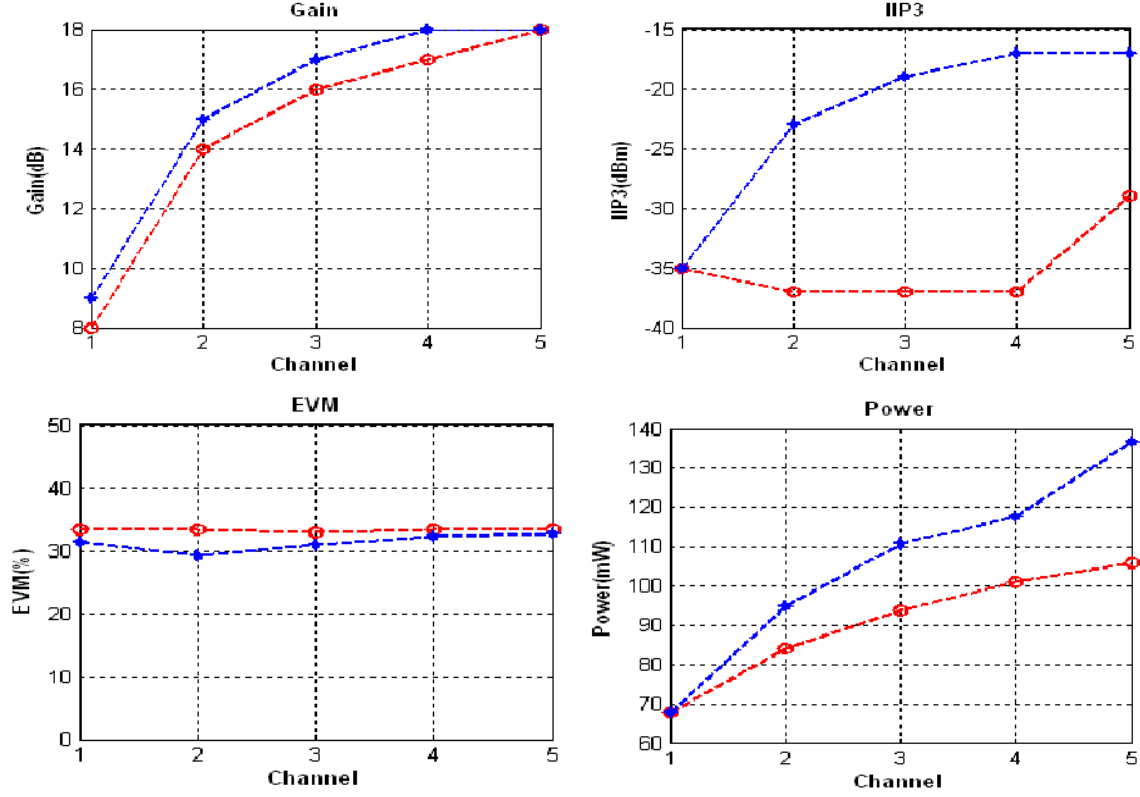 Gain
18
16
14
12
10
8
Gain(dB)
1 2 3 4 5
Channel
IIP3
-15
-20
-25
-30
-35
-40
IIP3(dBm)
1 2 3 4 5
Channel
EVM
50
40
30
20
10
0
EVM(%)
1 2 3 4 5
Channel
Power
140
130
120
110
100
90
80
70
60
Power(mW)
1 2 3 4 5
Channel